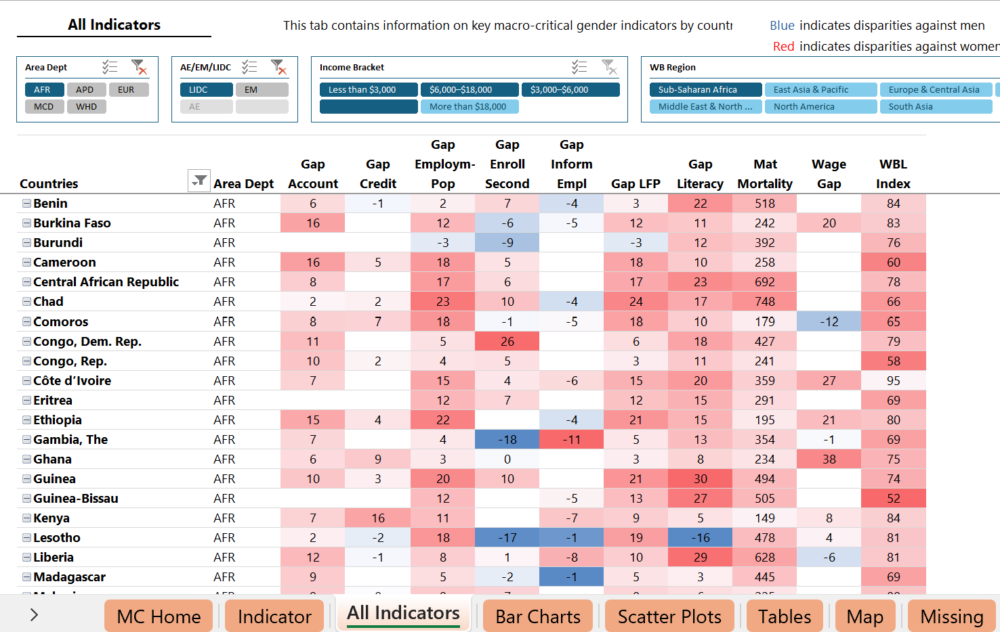 All Indicators
This tab contains information on key macro-critical gender indicators by countr
Blue indicates disparities against men
Red indicates disparities against women
Area Dept
AFR APD EUR
MCD WHD
AE/EM/LIDC
LIDC EM
AE
Income Bracket
Less than $3,000 $6,000–$18,000 $3,000–$6,000
More than $18,000
WB Region
Sub-Saharan Africa East Asia & Pacific Europe & Central Asia
Middle East & North ... North America South Asia
Gap Gap Gap
Gap Gap Employm- Enroll Inform Gap Mat Wage WBL
Countries Area Dept Account Credit Pop Second Empl Gap LFP Literacy Mortality Gap Index
Benin AFR 6 -1 2 7 -4 3 22 518 84
Burkina Faso AFR 16 12 -6 -5 12 11 242 20 83
Burundi AFR -3 -9 -3 12 392 76
Cameroon AFR 16 5 18 5 18 10 258 60
Central African Republic AFR 8 17 6 17 23 692 78
Chad AFR 2 2 23 10 -4 24 17 748 66
Comoros AFR 8 7 18 -1 -5 18 10 179 -12 65
Congo, Dem. Rep. AFR 11 5 26 6 18 427 79
Congo, Rep. AFR 10 2 4 5 3 11 241 58
Côte d’Ivoire AFR 7 15 4 -6 15 20 359 27 95
Eritrea AFR 12 7 12 15 291 69
Ethiopia AFR 15 4 22 -4 21 15 195 21 80
Gambia, The AFR 7 4 -18 -11 5 13 354 -1 69
Ghana AFR 6 9 3 0 3 8 234 38 75
Guinea AFR 10 3 20 10 21 30 494 74
Guinea-Bissau AFR 12 -5 13 27 505 52
Kenya AFR 7 16 11 -7 9 5 149 8 84
Lesotho AFR 2 -2 18 -17 -1 19 -16 478 4 81
Liberia AFR 12 -1 8 1 -8 10 29 628 -6 81
Madagascar AFR 9 5 -2 -1 5 3 445 69
MC Home Indicator All Indicators Bar Charts Scatter Plots Tables Map Missing